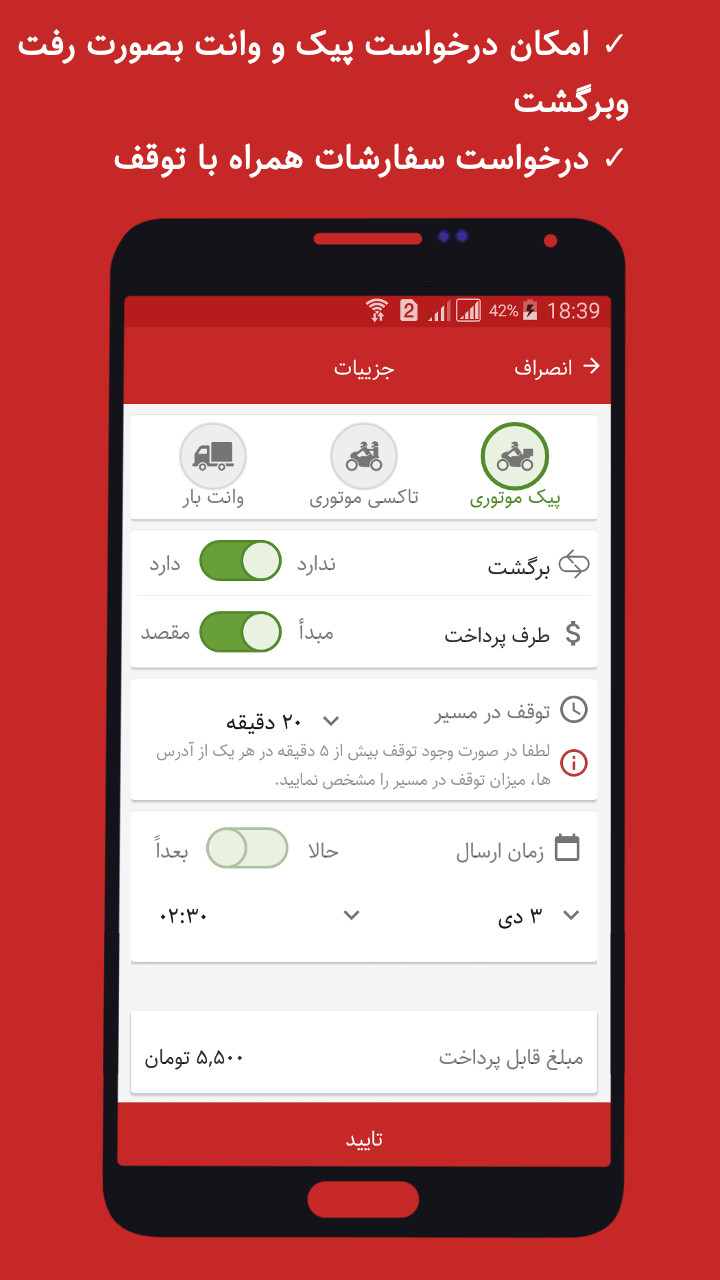 ✓ امکان درخواست پیک و وانت بصورت رفت
وبرگشت
✓ درخواست سفارشات همراه با توقف
2 42% 18:39
انصراف جزییات
پیک موتوری تاکسی موتوری وانت بار
برگشت ندارد دارد
طرف پرداخت مبدأ مقصد
توقف در مسیر ۲۰ دقیقه
لطفا در صورت وجود توقف بیش از ۵ دقیقه در هر یک از آدرس
ها، میزان توقف در مسیر را مشخص نمایید.
زمان ارسال حالا بعداً
۳ دی ۰۲:۳۰
مبلغ قابل پرداخت ۵,۵۰۰ تومان
تایید